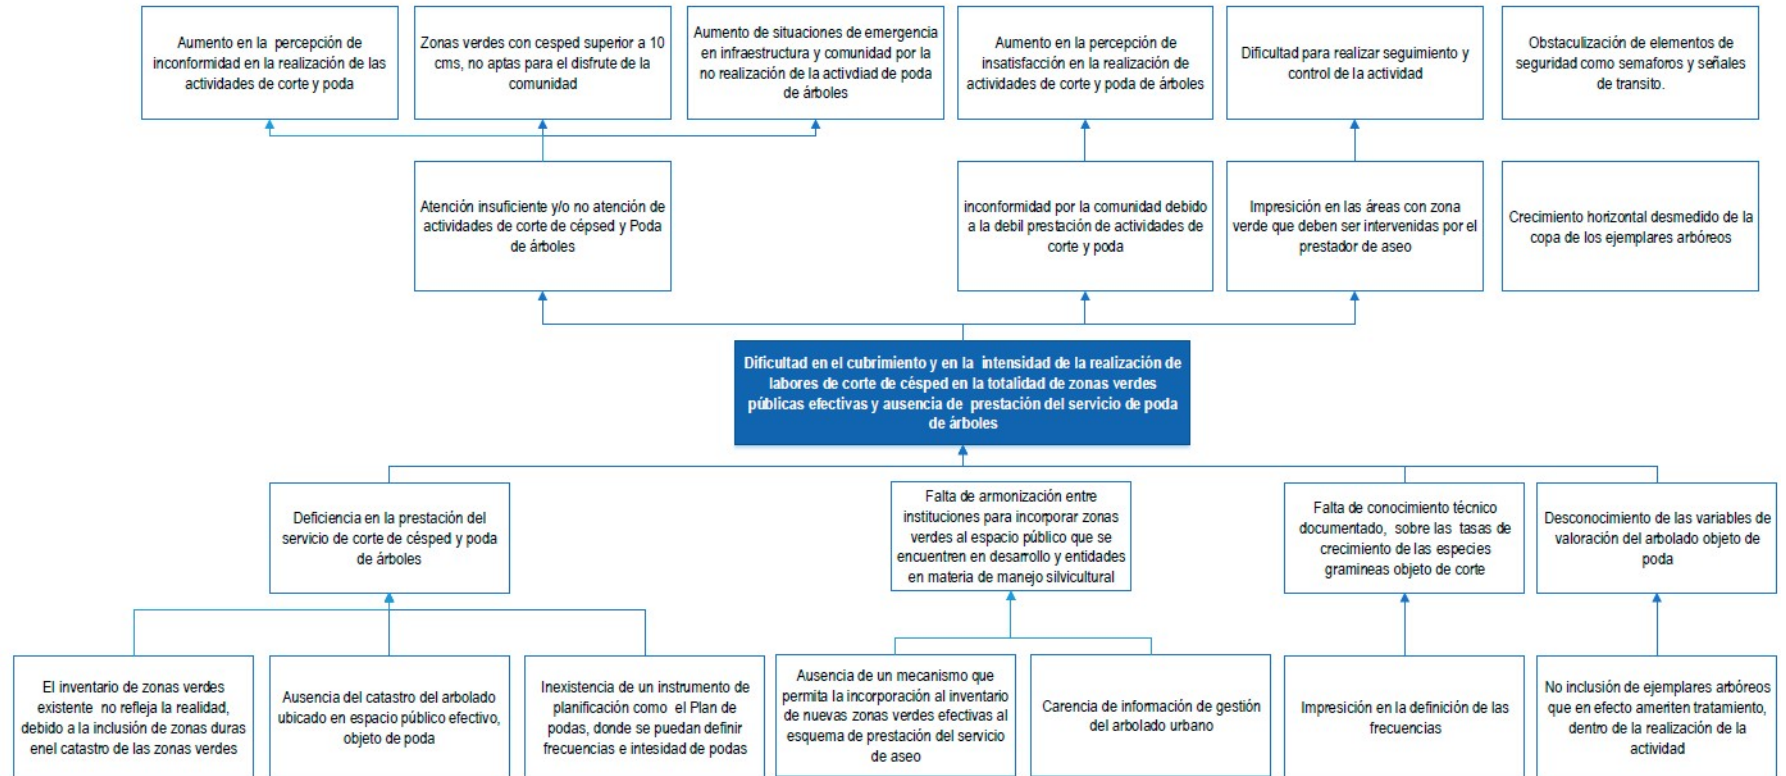 Aumento en la percepción de
inconformidad en la realización de las
actividades de corte y poda
Zonas verdes con cesped superior a 10
cms, no aptas para el disfrute de la
comunidad
Aumento de situaciones de emergencia
en infraestructura y comunidad por la
no realización de la activdiad de poda
de árboles
Aumento en la percepción de
insatisfacción en la realización de
actividades de corte y poda de árboles
Dificultad para realizar seguimiento y
control de la actividad
Obstaculización de elementos de
seguridad como semaforos y señales
de transito.
Atención insuficiente y/o no atención de
actividades de corte de cépsed y Poda
de árboles
inconformidad por la comunidad debido
a la debil prestación de actividades de
corte y poda
Impresición en las áreas con zona
verde que deben ser intervenidas por el
prestador de aseo
Crecimiento horizontal desmedido de la
copa de los ejemplares arbóreos
Dificultad en el cubrimiento y en la intensidad de la realización de
labores de corte de césped en la totalidad de zonas verdes
públicas efectivas y ausencia de prestación del servicio de poda
de árboles
Deficiencia en la prestación del
servicio de corte de césped y poda
de árboles
Falta de armonización entre
instituciones para incorporar zonas
verdes al espacio público que se
encuentren en desarrollo y entidades
en materia de manejo silvicultural
Falta de conocimiento técnico
documentado, sobre las tasas de
crecimiento de las especies
gramineas objeto de corte
Desconocimiento de las variables de
valoración del arbolado objeto de
poda
El inventario de zonas verdes
existente no refleja la realidad,
debido a la inclusión de zonas duras
enel catastro de las zonas verdes
Ausencia del catastro del arbolado
ubicado en espacio público efectivo,
objeto de poda
Inexistencia de un instrumento de
planificación como el Plan de
podas, donde se puedan definir
frecuencias e intesidad de podas
Ausencia de un mecanismo que
permita la incorporación al inventario
de nuevas zonas verdes efectivas al
esquema de prestación del servicio
de aseo
Carencia de información de gestión
del arbolado urbano
Impresición en la definición de las
frecuencias
No inclusión de ejemplares arbóreos
que en efecto ameriten tratamiento,
dentro de la realización de la
actividad